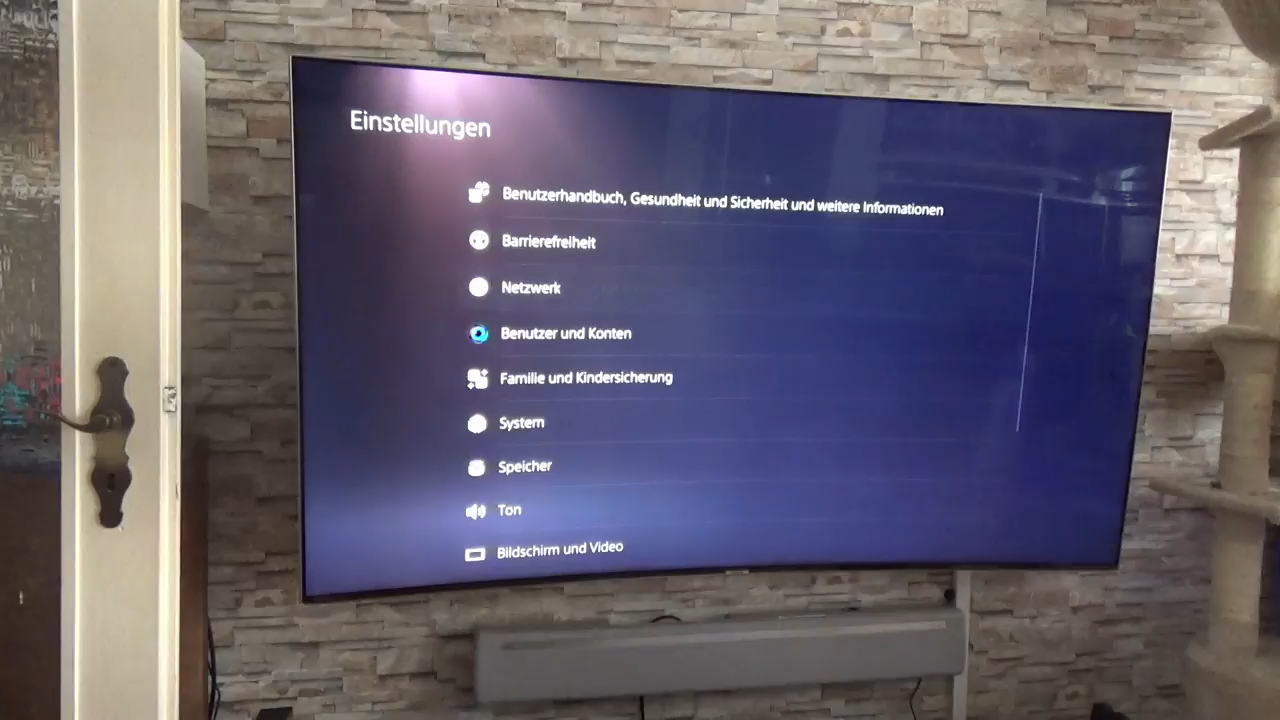 Einstellungen
Benutzerhandbuch, Gesundheit und Sicherheit und weitere Informationen
Barrierefreiheit
Netzwerk
Benutzer und Konten
Familie und Kindersicherung
System
Speicher
Ton
Bildschirm und Video